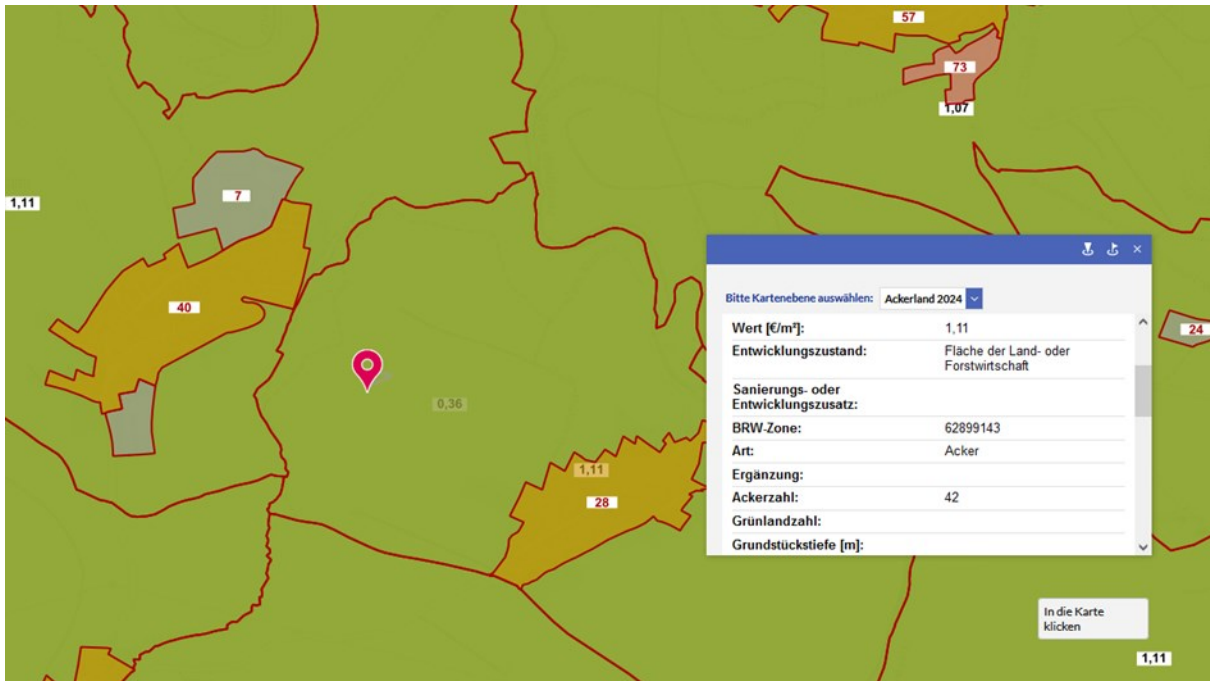 57
73
1,07
7
1,11
40
0,36
1,11
28
24
Bitte Kartenebene auswählen: Ackerland 2024
Wert [€/m²]: 1,11
Entwicklungszustand: Fläche der Land- oder
Forstwirtschaft
Sanierungs- oder
Entwicklungszusatz:
BRW-Zone: 62899143
Art: Acker
Ergänzung:
Ackerzahl: 42
Grünlandzahl:
Grundstückstiefe [m]:
In die Karte
klicken
1,11